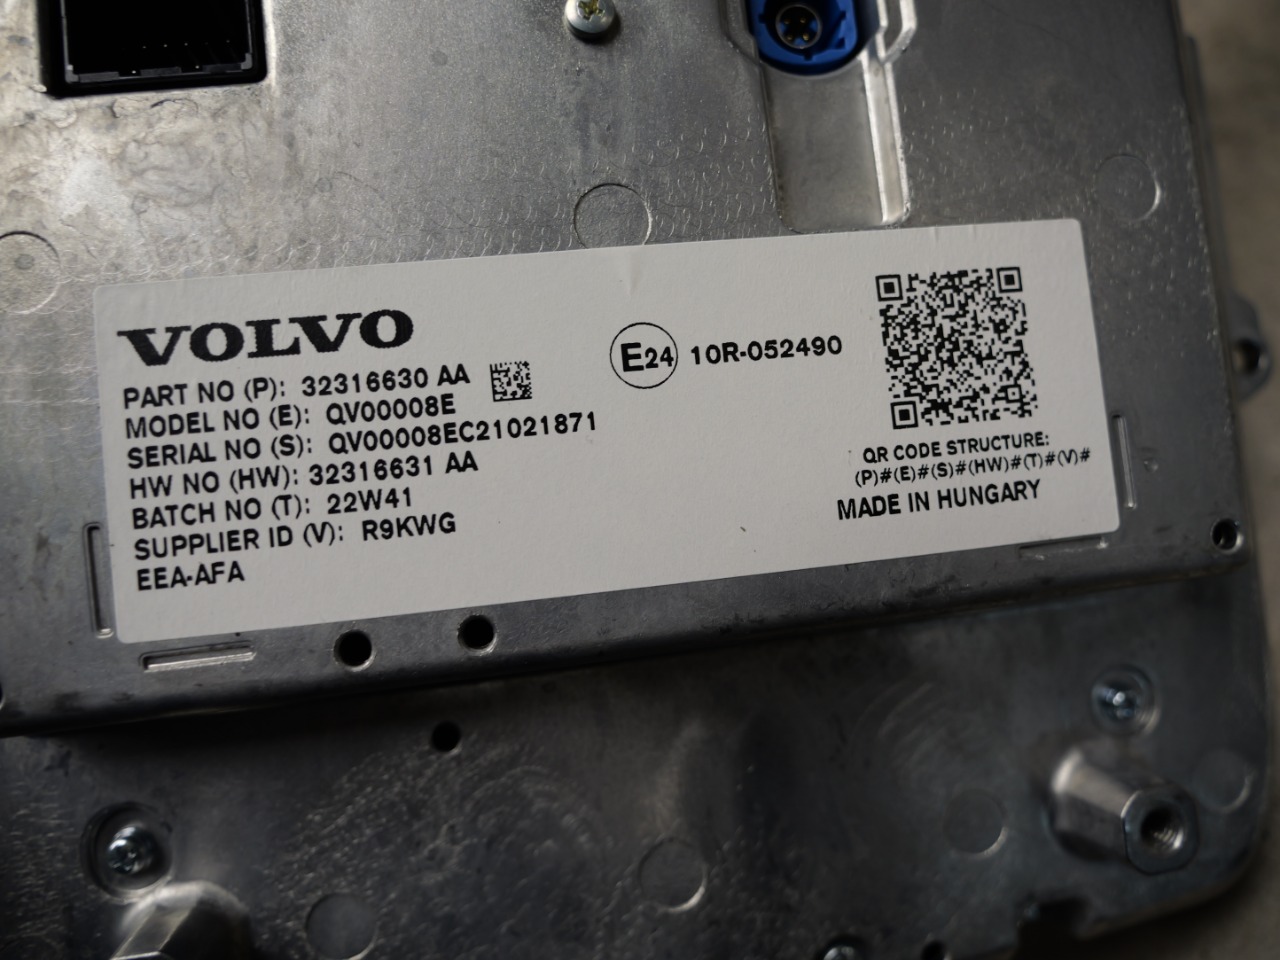 VOLVO
PART NO (P): 32316630 AA
MODEL NO (E): QV00008E
SERIAL NO (S): QV00008EC21021871
HW NO (HW): 32316631 AA
BATCH NO (T): 22W41
SUPPLIER ID (V): R9KWG
EEA-AFA
E24 10R-052490
QR CODE STRUCTURE:
(P)#(E)#(S)#(HW)#(T)#(V)#
MADE IN HUNGARY